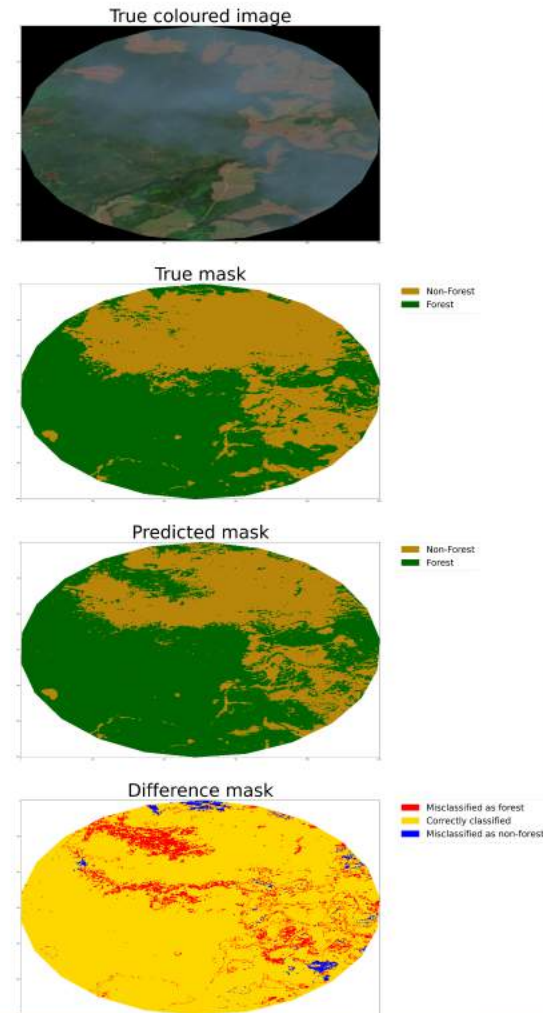 True coloured image
True mask
Non-Forest
Forest
Predicted mask
Non-Forest
Forest
Difference mask
Misclassified as forest
Correctly classified
Misclassified as non-forest